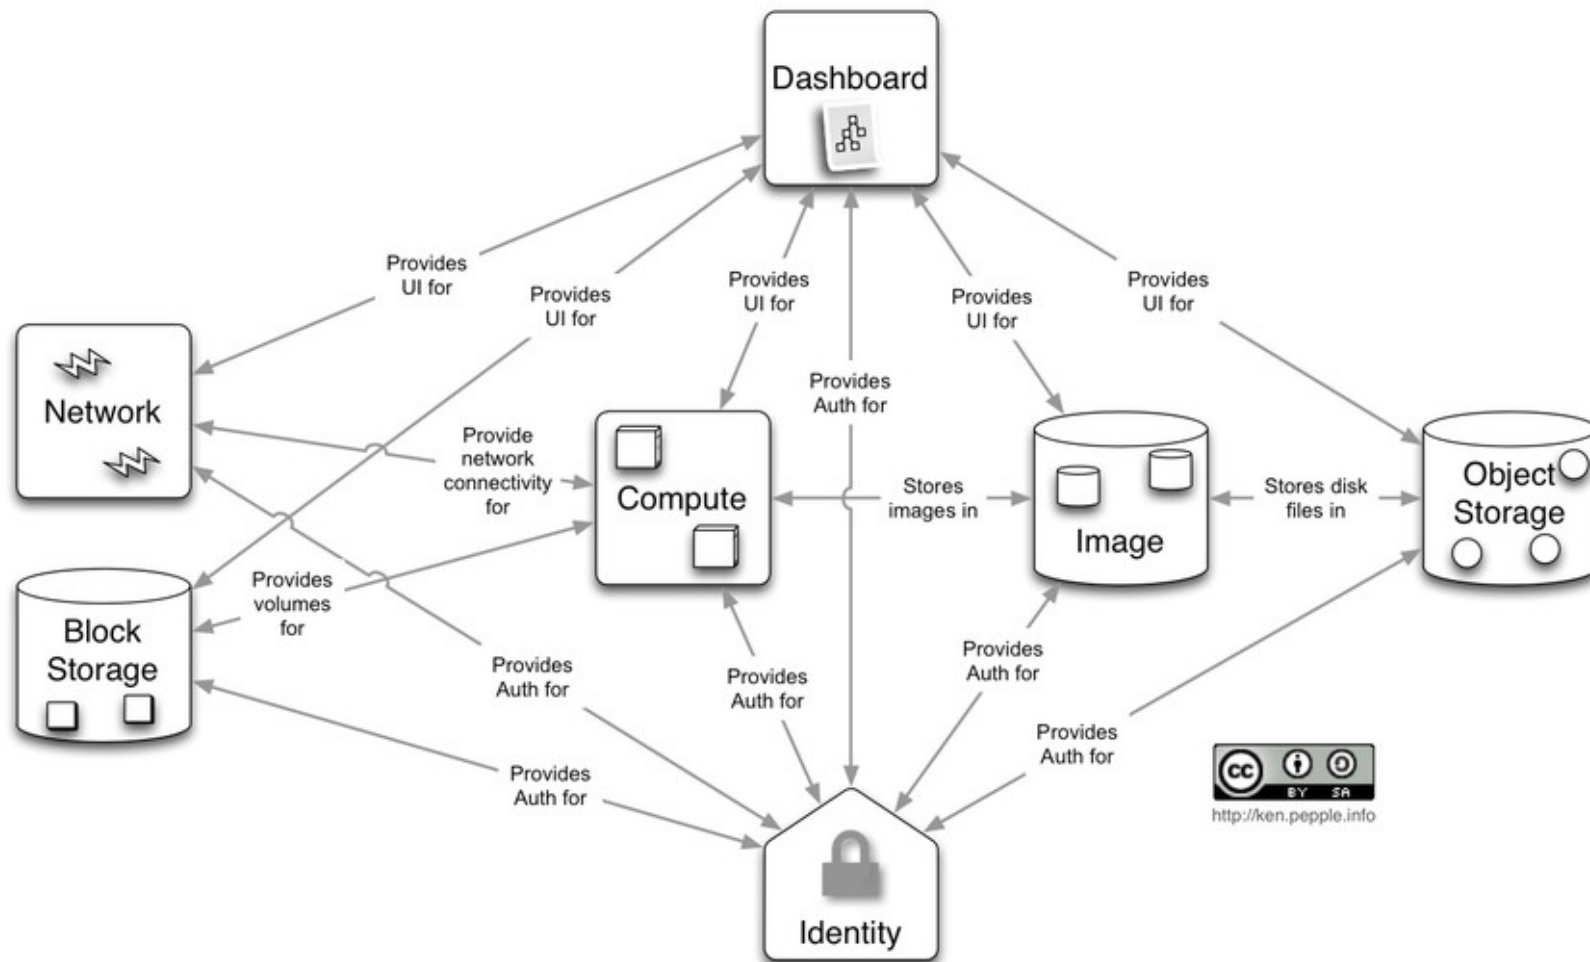 Dashboard
Provides
UI for
Provides
UI for
Provides
UI for
Provides
UI for
Provides
UI for
Provides
Auth for
Network
Provide
network
connectivity
for
Compute
Stores
images in
Image
Stores disk
files in
Object
Storage
Provides
volumes
for
Block
Storage
Provides
Auth for
Provides
Auth for
Provides
Auth for
Provides
Auth for
Provides
Auth for
Identity
cc
BY SA
http://ken.pepple.info